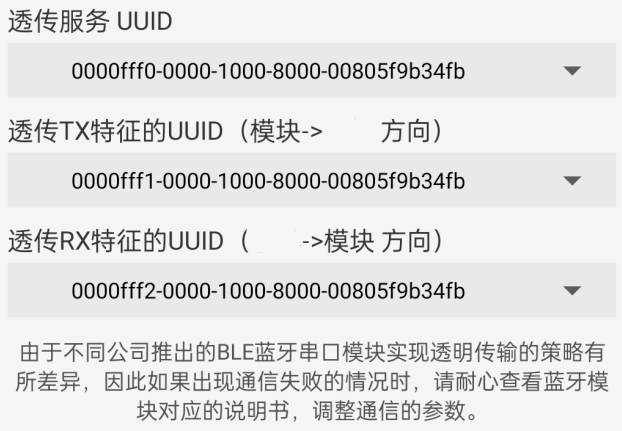 透传服务 UUID
0000fff0-0000-1000-8000-00805f9b34fb
透传TX特征的UUID（模块-> 方向）
0000fff1-0000-1000-8000-00805f9b34fb
透传RX特征的UUID（ ->模块 方向）
0000fff2-0000-1000-8000-00805f9b34fb
由于不同公司推出的BLE蓝牙串口模块实现透明传输的策略有
所差异，因此如果出现通信失败的情况时，请耐心查看蓝牙模
块对应的说明书，调整通信的参数。